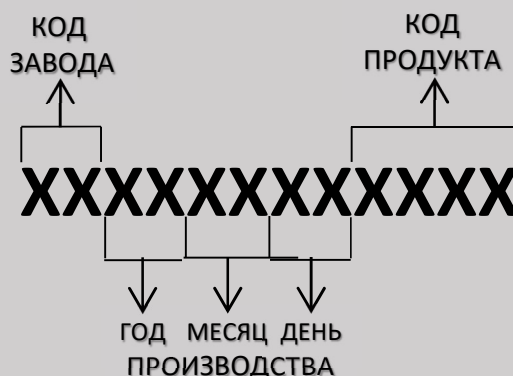 КОД
ЗАВОДА
КОД
ПРОДУКТА
XXXXXXXXXXXX
ГОД МЕСЯЦ ДЕНЬ
ПРОИЗВОДСТВА